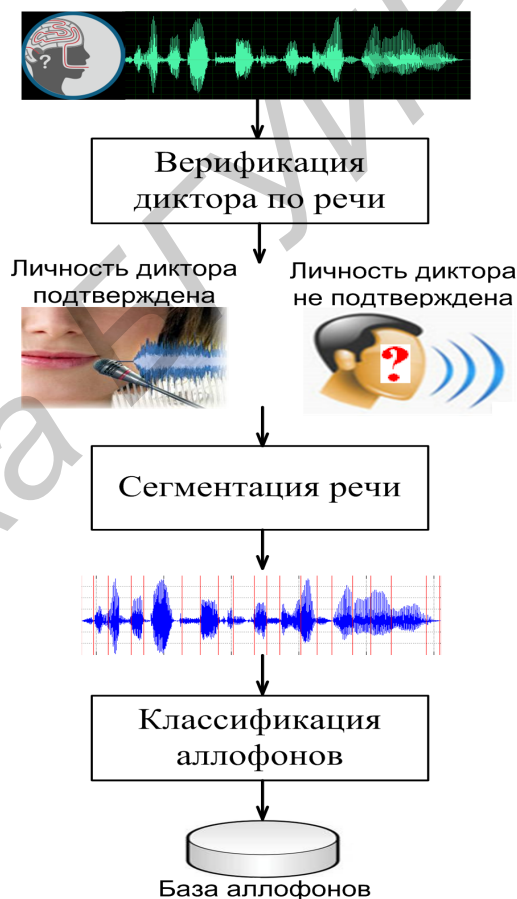 ?
Верификация
диктора по речи
Личность диктора
подтверждена
Личность диктора
не подтверждена
?
Сегментация речи
Классификация
аллофонов
База аллофонов